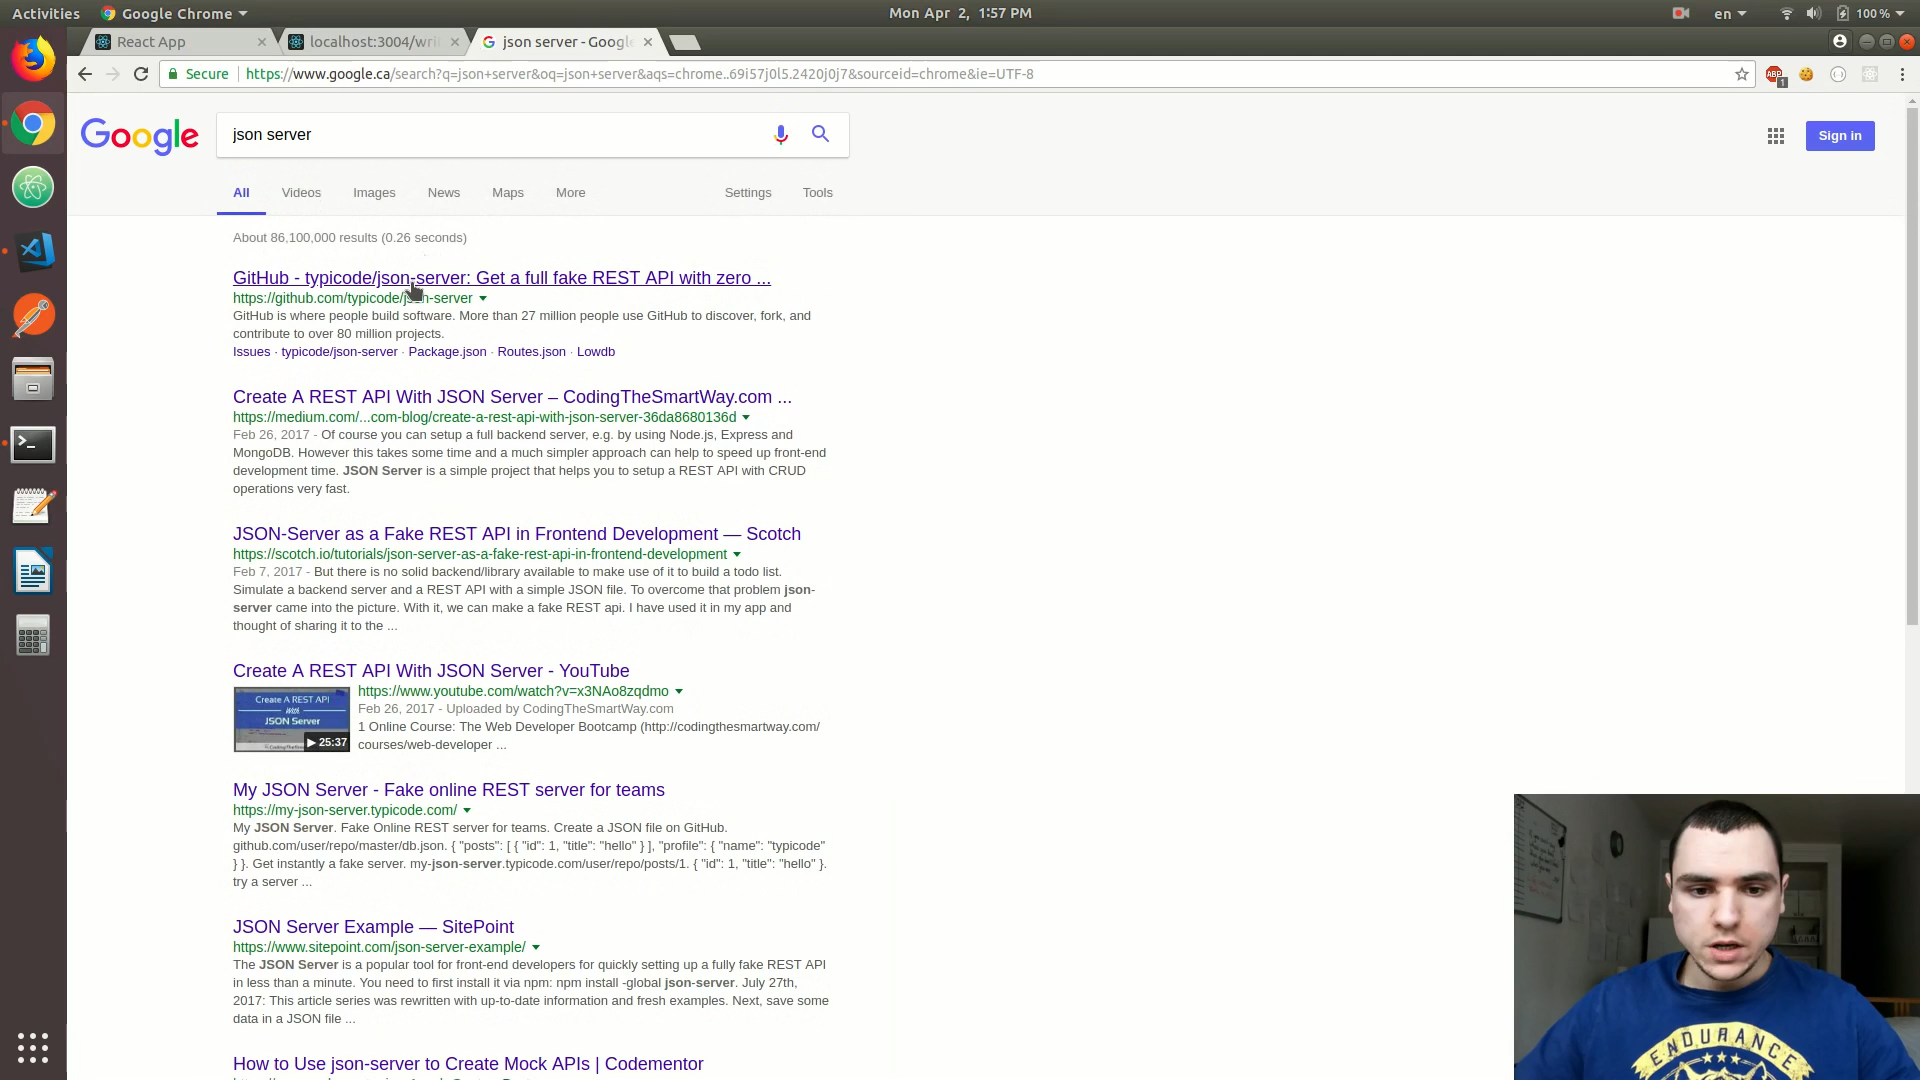 Activities
Google Chrome
Mon Apr 2, 1:57 PM
en
100 %
React App
localhost:3004/wri
json server - Google
Secure
https://www.google.ca/search?q=json+server&oq=json+server&aqs=chrome..69i57j0l5.2420j0j7&sourceid=chrome&ie=UTF-8
ABP
1
Google
json server
Sign in
All
Videos
Images
News
Maps
More
Settings
Tools
About 86,100,000 results (0.26 seconds)
GitHub - typicode/json-server: Get a full fake REST API with zero ...
https://github.com/typicode/json-server
GitHub is where people build software. More than 27 million people use GitHub to discover, fork, and
contribute to over 80 million projects.
Issues · typicode/json-server · Package.json · Routes.json · Lowdb
Create A REST API With JSON Server – CodingTheSmartWay.com ...
https://medium.com/...com-blog/create-a-rest-api-with-json-server-36da8680136d
Feb 26, 2017 - Of course you can setup a full backend server, e.g. by using Node.js, Express and
MongoDB. However this takes some time and a much simpler approach can help to speed up front-end
development time. JSON Server is a simple project that helps you to setup a REST API with CRUD
operations very fast.
JSON-Server as a Fake REST API in Frontend Development — Scotch
https://scotch.io/tutorials/json-server-as-a-fake-rest-api-in-frontend-development
Feb 7, 2017 - But there is no solid backend/library available to make use of it to build a todo list.
Simulate a backend server and a REST API with a simple JSON file. To overcome that problem json-
server came into the picture. With it, we can make a fake REST api. I have used it in my app and
thought of sharing it to the ...
Create A REST API With JSON Server - YouTube
Create A REST API
With
JSON Server
25:37
https://www.youtube.com/watch?v=x3NAo8zqdmo
Feb 26, 2017 - Uploaded by CodingTheSmartWay.com
1 Online Course: The Web Developer Bootcamp (http://codingthesmartway.com/
courses/web-developer ...
My JSON Server - Fake online REST server for teams
https://my-json-server.typicode.com/
My JSON Server. Fake Online REST server for teams. Create a JSON file on GitHub.
github.com/user/repo/master/db.json. { "posts": [ { "id": 1, "title": "hello" } ], "profile": { "name": "typicode"
} }. Get instantly a fake server. my-json-server.typicode.com/user/repo/posts/1. { "id": 1, "title": "hello" }.
try a server ...
JSON Server Example — SitePoint
https://www.sitepoint.com/json-server-example/
The JSON Server is a popular tool for front-end developers for quickly setting up a fully fake REST API
in less than a minute. You need to first install it via npm: npm install -global json-server. July 27th,
2017: This article series was rewritten with up-to-date information and fresh examples. Next, save some
data in a JSON file ...
How to Use json-server to Create Mock APIs | Codementor
ENDURANCE